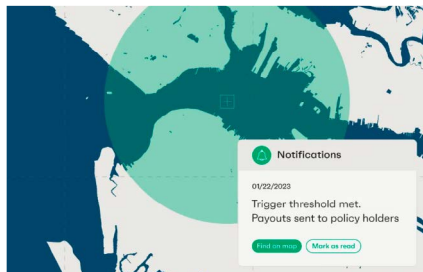 Notifications
01/22/2023
Trigger threshold met.
Payouts sent to policy holders
Find on map
Mark as read